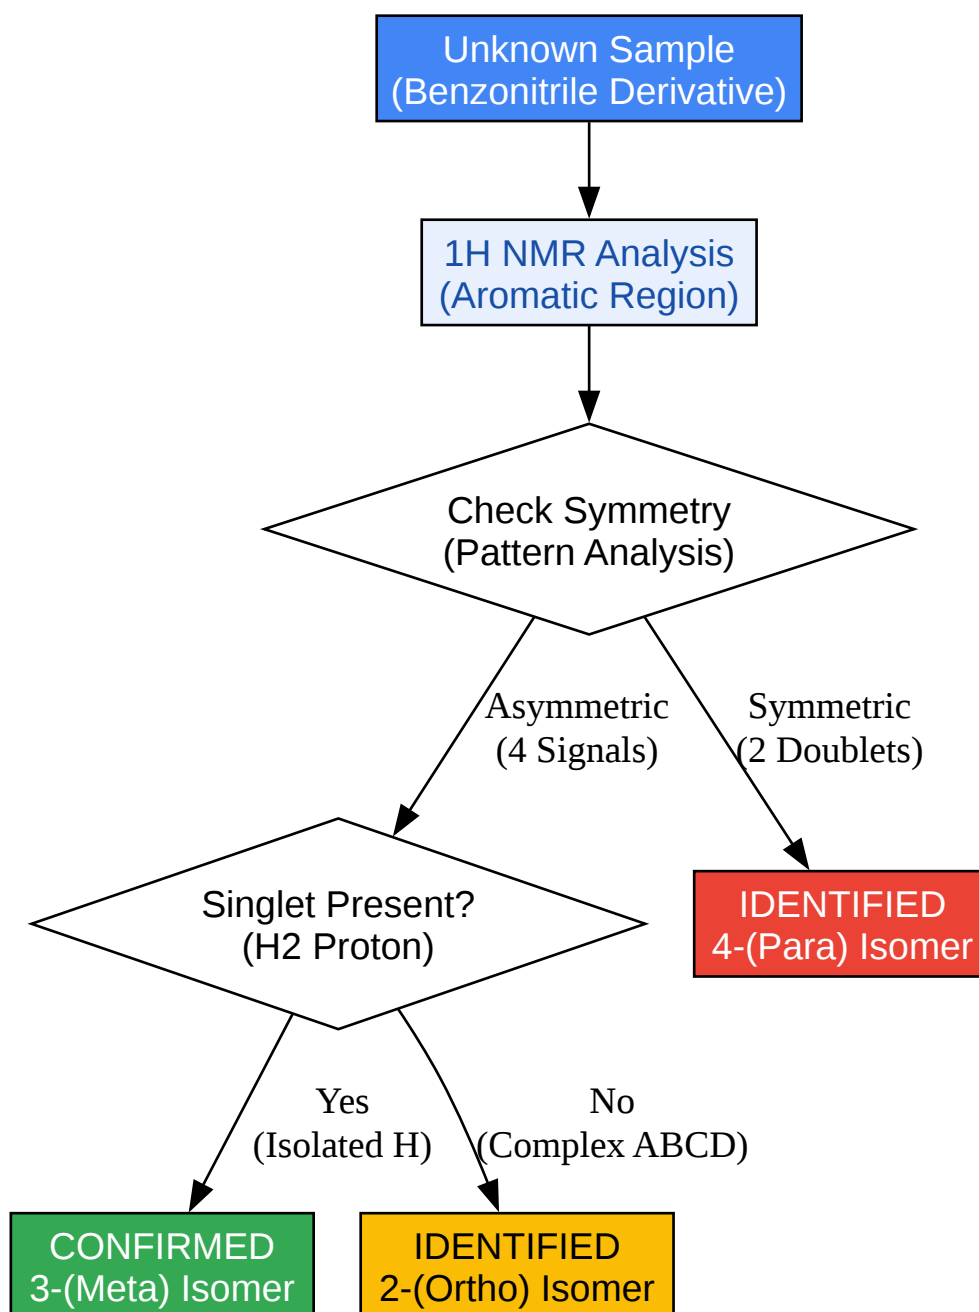 Unknown Sample
(Benzonitrile Derivative)
1H NMR Analysis
(Aromatic Region)
Check Symmetry
(Pattern Analysis)
Asymmetric
(4 Signals)
Symmetric
(2 Doublets)
Singlet Present?
(H2 Proton)
IDENTIFIED
4-(Para) Isomer
Yes
(Isolated H)
No
(Complex ABCD)
CONFIRMED
3-(Meta) Isomer
IDENTIFIED
2-(Ortho) Isomer